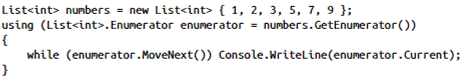 List<int> numbers = new List<int> { 1, 2, 3, 5, 7, 9 };
using (List<int>.Enumerator enumerator = numbers.GetEnumerator())
{
    while (enumerator.MoveNext()) Console.WriteLine(enumerator.Current);
}